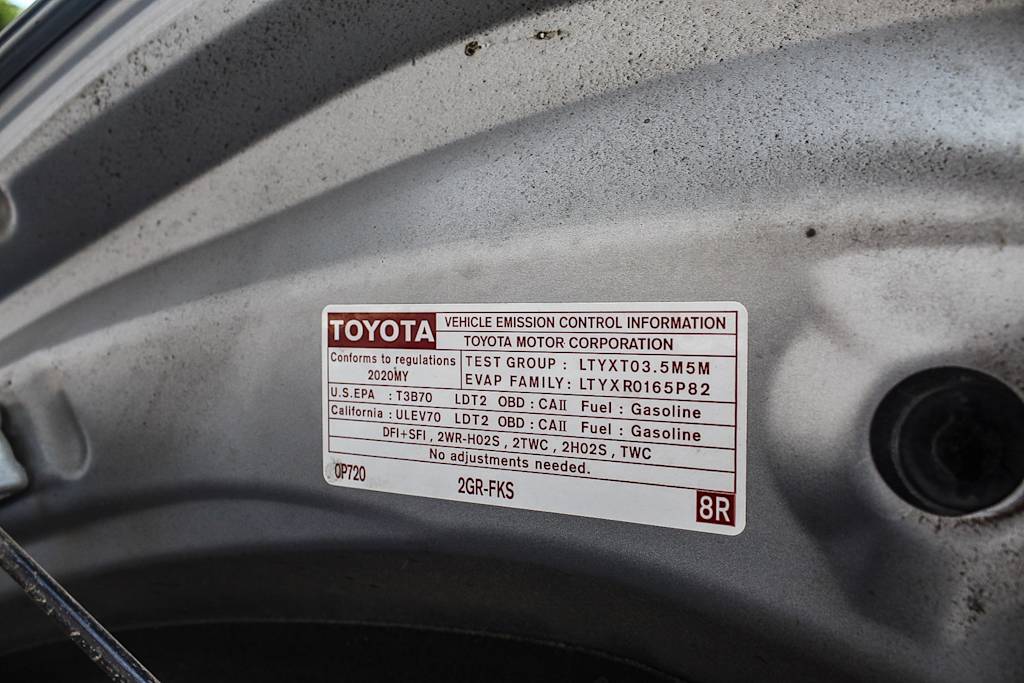 TOYOTA VEHICLE EMISSION CONTROL INFORMATION
TOYOTA MOTOR CORPORATION
Conforms to regulations
2020MY
TEST GROUP : LTYXT03.5M5M
EVAP FAMILY: LTYXR0165P82
U.S.EPA : T3B70 LDT2 OBD : CAII Fuel : Gasoline
California : ULEV70 LDT2 OBD : CAII Fuel : Gasoline
DFI+SFI , 2WR-HO2S , 2TWC , 2HO2S , TWC
No adjustments needed.
0P720 2GR-FKS 8R